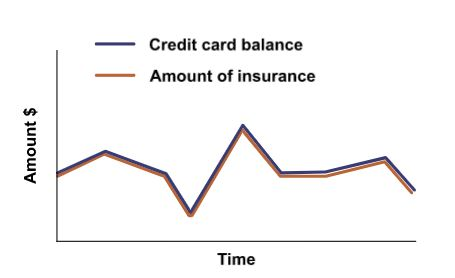 Credit card balance
Amount of insurance
Amount $
Time